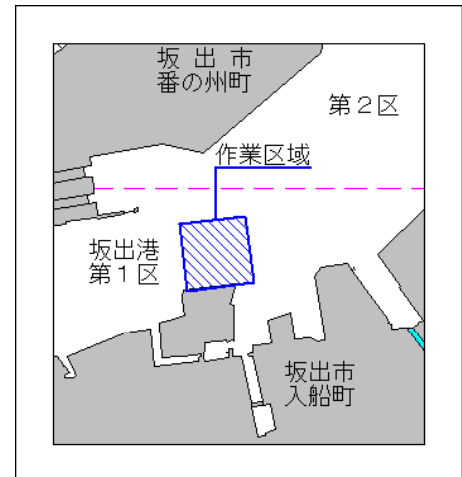 坂出市
番の州町
第２区
作業区域
坂出港
第１区
坂出市
入船町